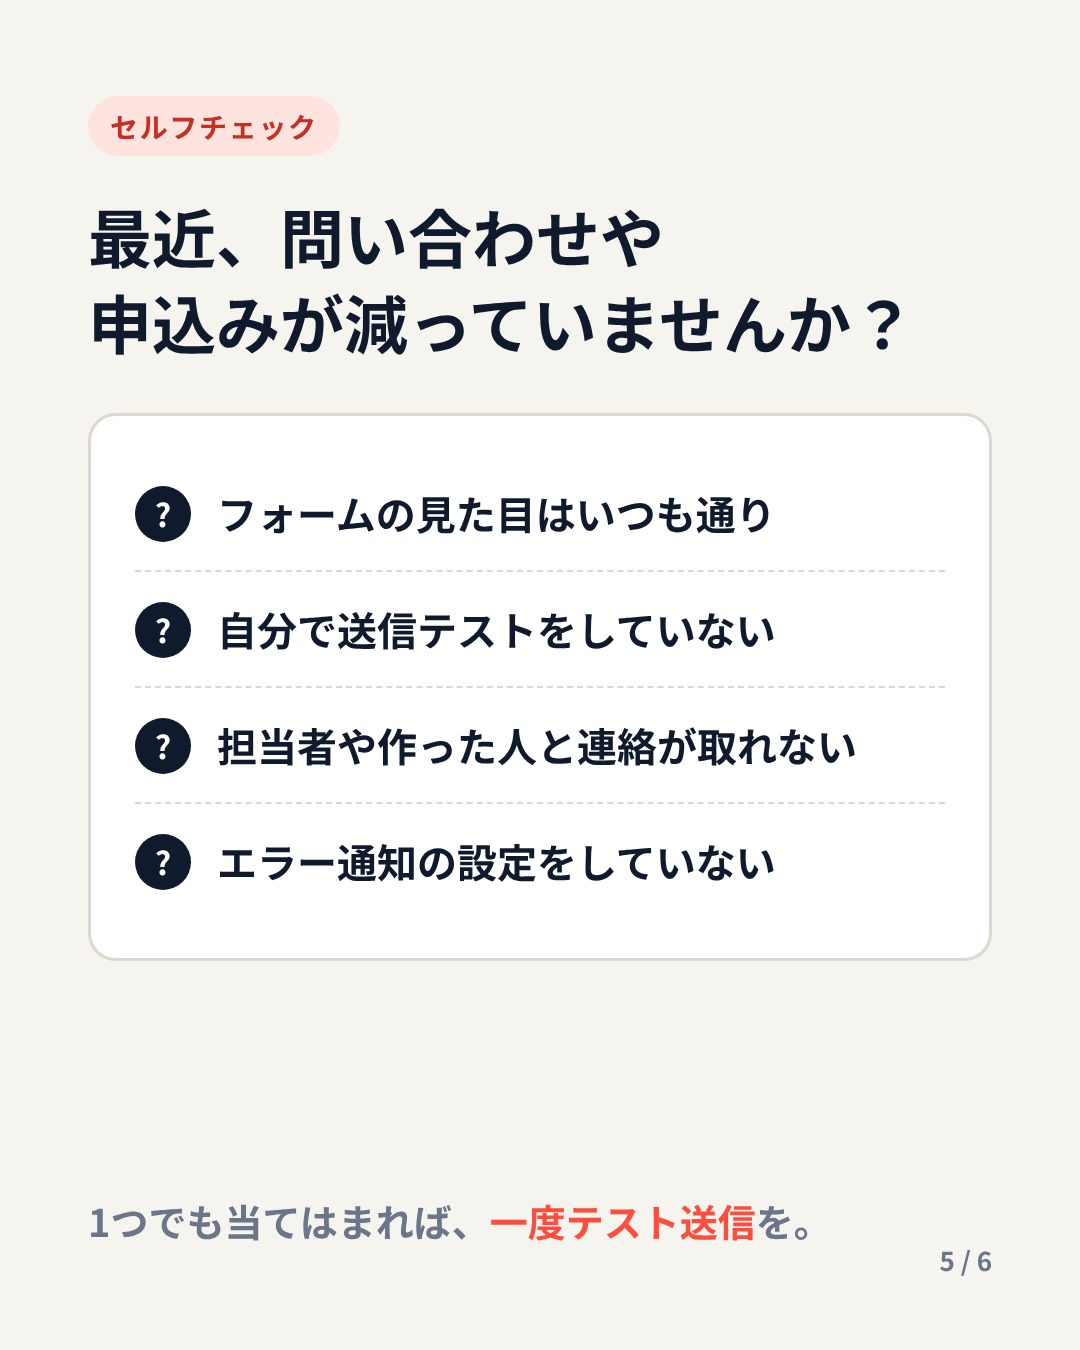 セルフチェック
最近、問い合わせや
申込みが減っていませんか？
? フォームの見た目はいつも通り
? 自分で送信テストをしていない
? 担当者や作った人と連絡が取れない
? エラー通知の設定をしていない
1つでも当てはまれば、一度テスト送信を。
5 / 6